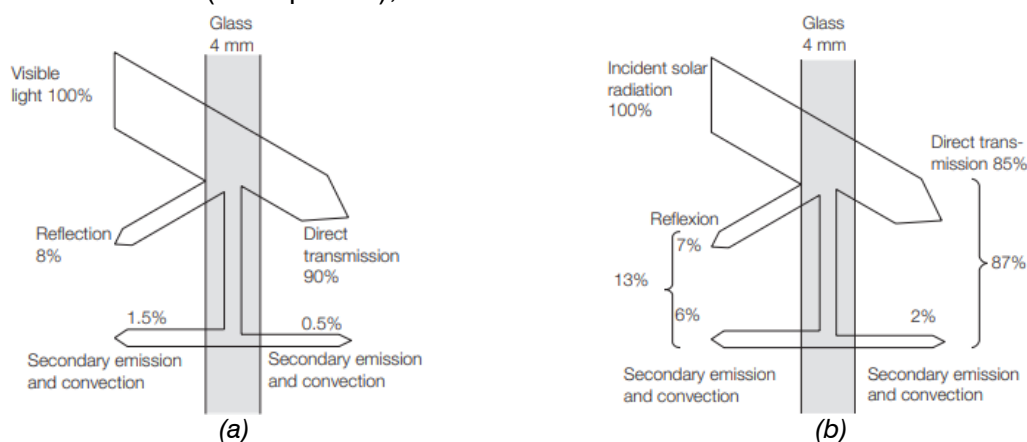 Glass
4 mm
Visible
light 100%
Reflection
8%
Direct
transmission
90%
1.5%
0.5%
Secondary emission
and convection
Secondary emission
and convection
(a)
Glass
4 mm
Incident solar
radiation
100%
Direct trans-
mission 85%
Reflexion
7%
13%
87%
6%
2%
Secondary emission
and convection
Secondary emission
and convection
(b)